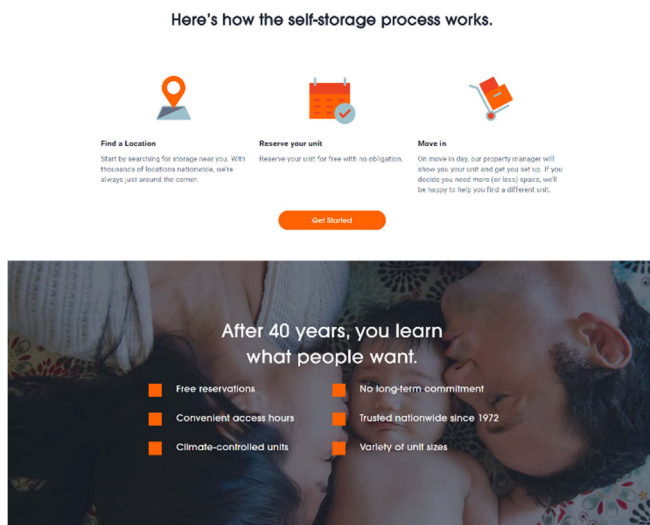 Here's how the self-storage process works.
Find a Location
Start by searching for storage near you. With
thousands of locations nationwide, we're
always just around the corner.
Reserve your unit
Reserve your unit for free with no obligation.
Move in
On move in day, our property manager will
show you your unit and get you set up. If you
decide you need more (or less) space, we'll
be happy to help you find a different unit.
Get Started
After 40 years, you learn
what people want.
Free reservations
Convenient access hours
Climate-controlled units
No long-term commitment
Trusted nationwide since 1972
Variety of unit sizes